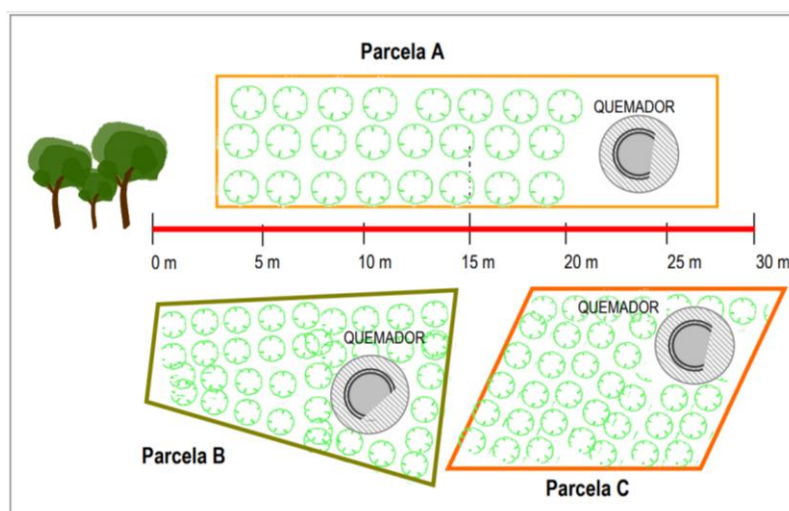 Parcela A
QUEMADOR
0 m 5 m 10 m 15 m 20 m 25 m 30 m
QUEMADOR
QUEMADOR
Parcela B
Parcela C